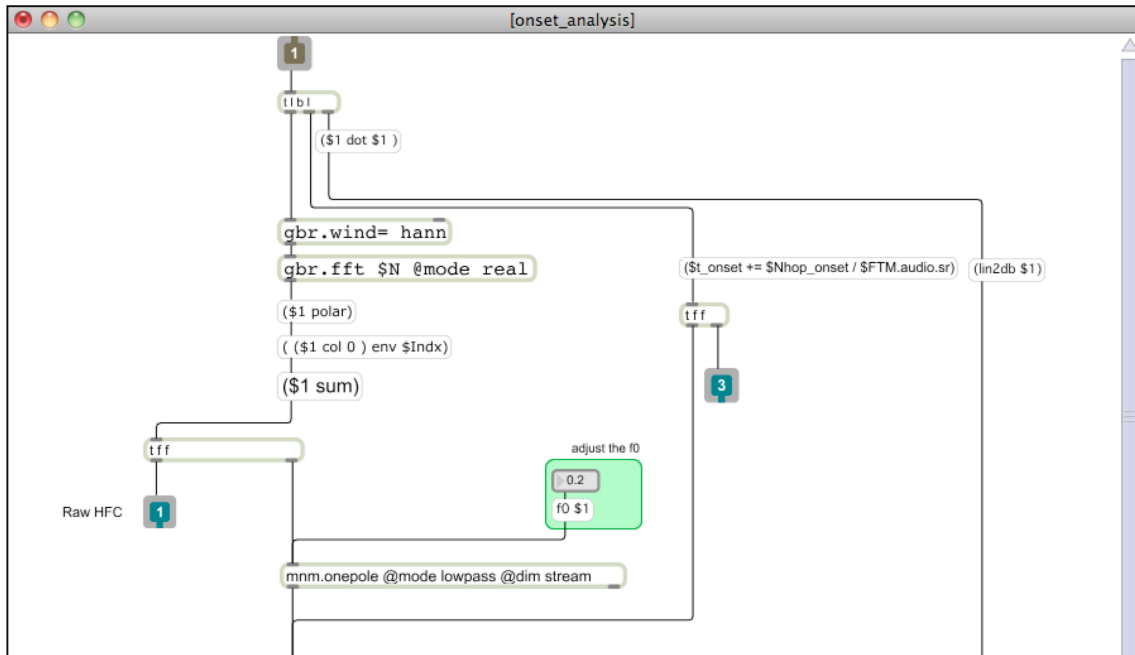 [onset_analysis]
1
t l b l
($1 dot $1 )
gbr.wind= hann
gbr.fft $N @mode real
($t_onset += $Nhop_onset / $FTM.audio.sr)
(lin2db $1)
($1 polar)
t f f
( ($1 col 0 ) env $Indx)
($1 sum)
3
t f f
adjust the f0
0.2
f0 $1
Raw HFC
1
mnm.onepole @mode lowpass @dim stream